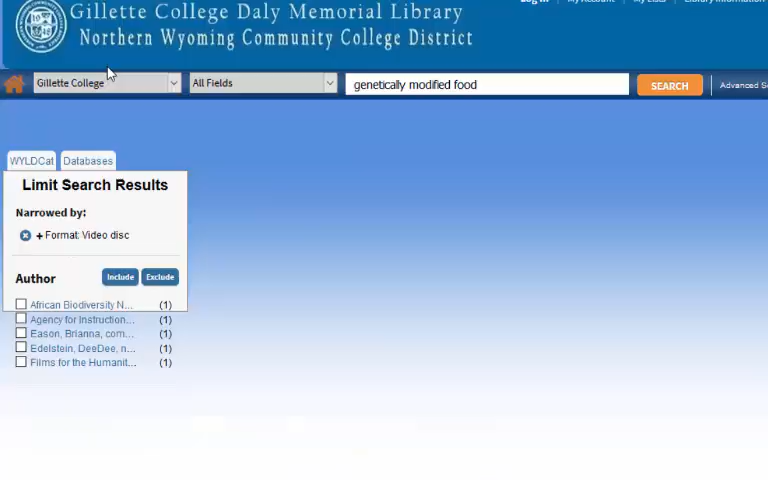 Log In | My Account | My Lists | Library Information
Gillette College Daly Memorial Library
Northern Wyoming Community College District
Gillette College
All Fields
genetically modified food
SEARCH
Advanced Se
WYLDCat
Databases
Limit Search Results
Narrowed by:
+ Format: Video disc
Author
Include
Exclude
African Biodiversity N... (1)
Agency for Instruction... (1)
Eason, Brianna, com... (1)
Edelstein, DeeDee, n... (1)
Films for the Humanit... (1)